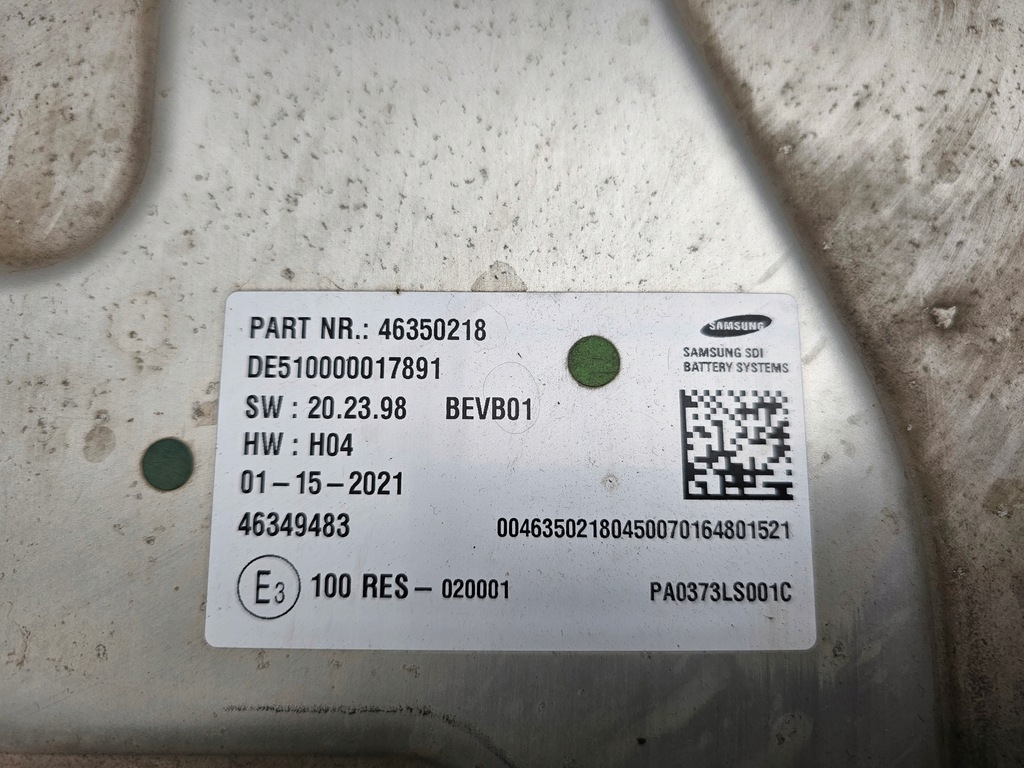 PART NR.: 46350218
SAMSUNG
SAMSUNG SDI
BATTERY SYSTEMS
DE510000017891
SW : 20.23.98 BEVB01
HW : H04
01-15-2021
46349483
00463502180450070164801521
E3 100 RES- 020001
PA0373LS001C